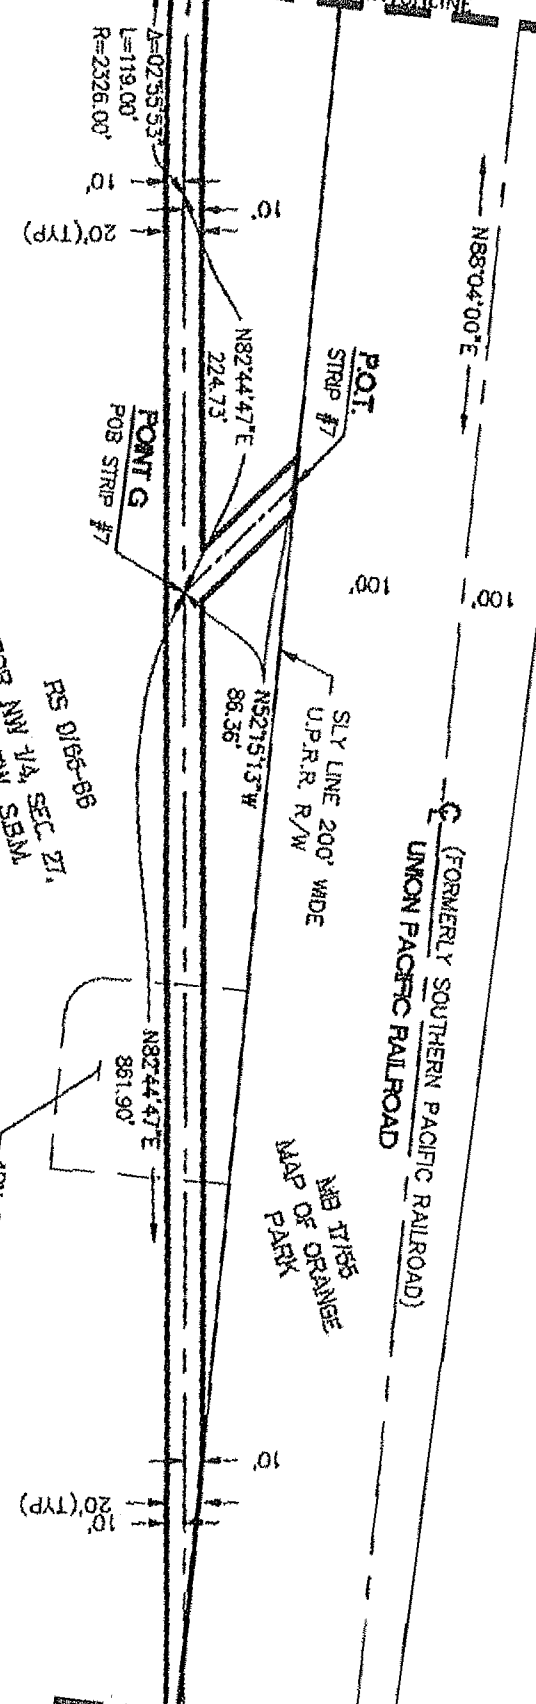 Δ=02°55'53"
L=119.00'
R=2326.00'
10'
10'
20'(TYP)
N88°04'00"E
N82°44'47"E
224.73'
P.O.T.
STRIP #7
POINT G
POB STRIP #7
100'
100'
N52°15'13"W
86.36'
SLY LINE 200' WIDE
U.P.R.R. R/W
RS 0/65-66
NW 1/4, SEC. 27,
SBM
℄ (FORMERLY SOUTHERN PACIFIC RAILROAD)
UNION PACIFIC RAILROAD
N82°44'47"E
861.90'
MB 17/55
MAP OF ORANGE
PARK
10'
20'(TYP)
10'